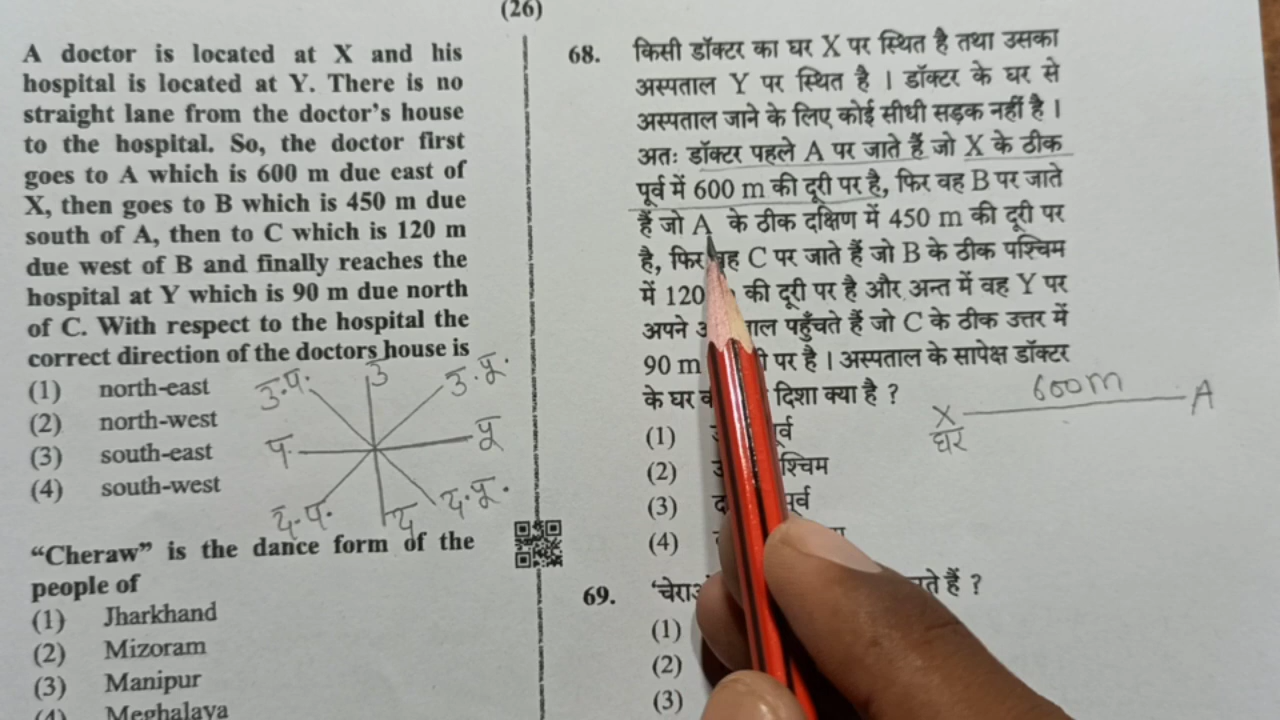 (26)
A doctor is located at X and his
hospital is located at Y. There is no
straight lane from the doctor's house
to the hospital. So, the doctor first
goes to A which is 600 m due east of
X, then goes to B which is 450 m due
south of A, then to C which is 120 m
due west of B and finally reaches the
hospital at Y which is 90 m due north
of C. With respect to the hospital the
correct direction of the doctors house is
(1) north-east
(2) north-west
(3) south-east
(4) south-west
उ.प. उ उ.पू.
प. पू
द.प. द द.पू.
"Cheraw" is the dance form of the
people of
(1) Jharkhand
(2) Mizoram
(3) Manipur
(4) Meghalaya
68. किसी डॉक्टर का घर X पर स्थित है तथा उसका
अस्पताल Y पर स्थित है । डॉक्टर के घर से
अस्पताल जाने के लिए कोई सीधी सड़क नहीं है ।
अतः डॉक्टर पहले A पर जाते हैं जो X के ठीक
पूर्व में 600 m की दूरी पर है, फिर वह B पर जाते
हैं जो A के ठीक दक्षिण में 450 m की दूरी पर
है, फिर वह C पर जाते हैं जो B के ठीक पश्चिम
में 120 की दूरी पर है और अन्त में वह Y पर
अपने पहुँचते हैं जो C के ठीक उत्तर में
90 m पर है । अस्पताल के सापेक्ष डॉक्टर
के घर दिशा क्या है ?
(1)
(2)
(3)
(4)
X 600m A
घर
69. हैं ?
(1)
(2)
(3)